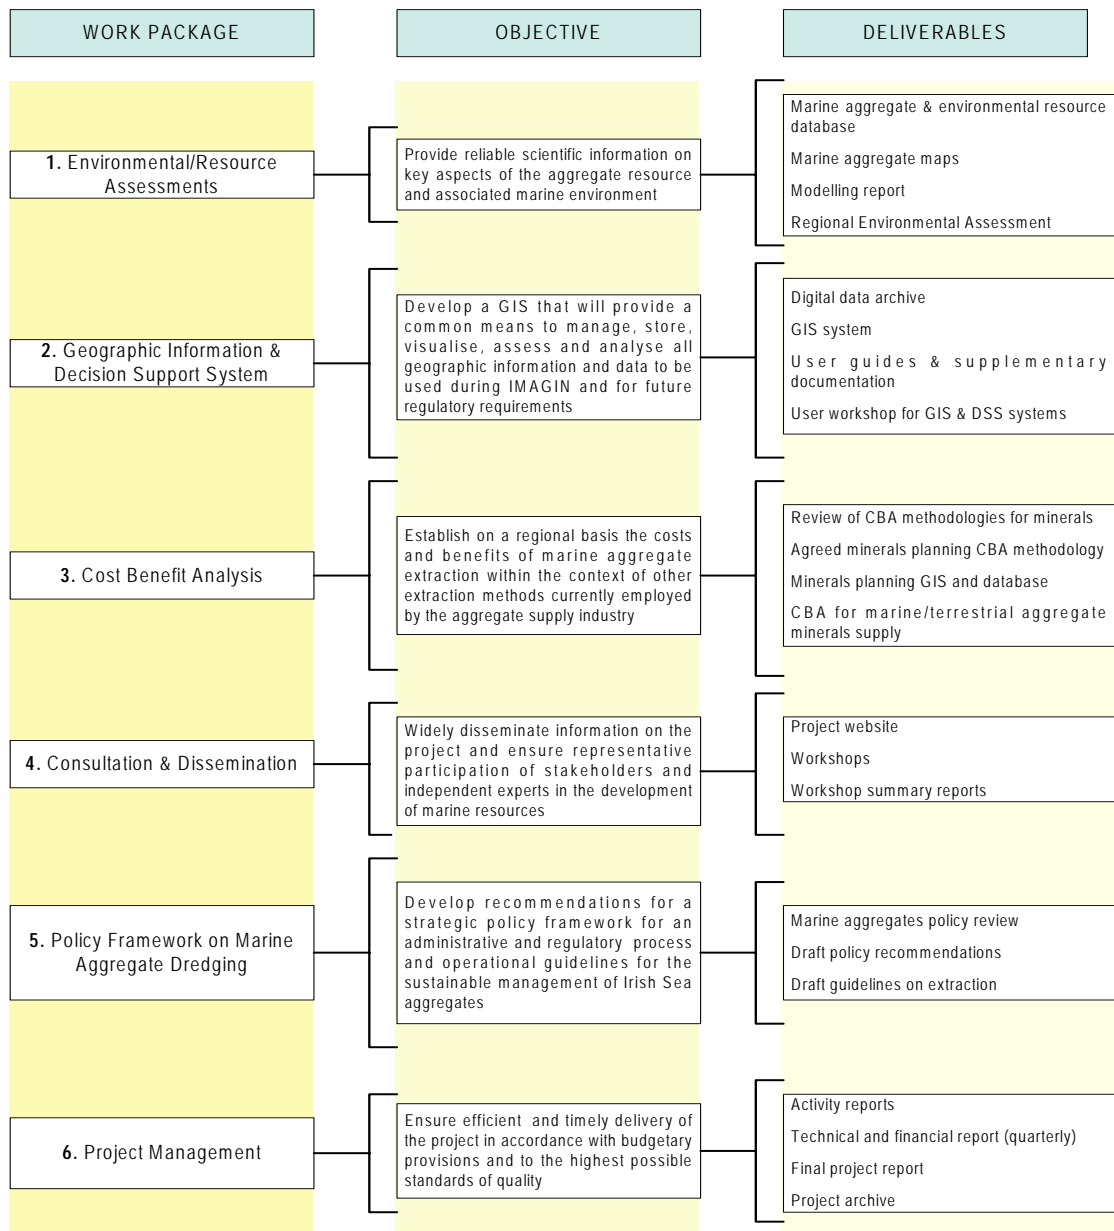 WORK PACKAGE
OBJECTIVE
DELIVERABLES
1. Environmental/Resource
Assessments
Provide reliable scientific information on
key aspects of the aggregate resource
and associated marine environment
Marine aggregate & environmental resource
database
Marine aggregate maps
Modelling report
Regional Environmental Assessment
2. Geographic Information &
Decision Support System
Develop a GIS that will provide a
common means to manage, store,
visualise, assess and analyse all
geographic information and data to be
used during IMAGIN and for future
regulatory requirements
Digital data archive
GIS system
User guides & supplementary
documentation
User workshop for GIS & DSS systems
3. Cost Benefit Analysis
Establish on a regional basis the costs
and benefits of marine aggregate
extraction within the context of other
extraction methods currently employed
by the aggregate supply industry
Review of CBA methodologies for minerals
Agreed minerals planning CBA methodology
Minerals planning GIS and database
CBA for marine/terrestrial aggregate
minerals supply
4. Consultation & Dissemination
Widely disseminate information on the
project and ensure representative
participation of stakeholders and
independent experts in the development
of marine resources
Project website
Workshops
Workshop summary reports
5. Policy Framework on Marine
Aggregate Dredging
Develop recommendations for a
strategic policy framework for an
administrative and regulatory process
and operational guidelines for the
sustainable management of Irish Sea
aggregates
Marine aggregates policy review
Draft policy recommendations
Draft guidelines on extraction
6. Project Management
Ensure efficient and timely delivery of
the project in accordance with budgetary
provisions and to the highest possible
standards of quality
Activity reports
Technical and financial report (quarterly)
Final project report
Project archive